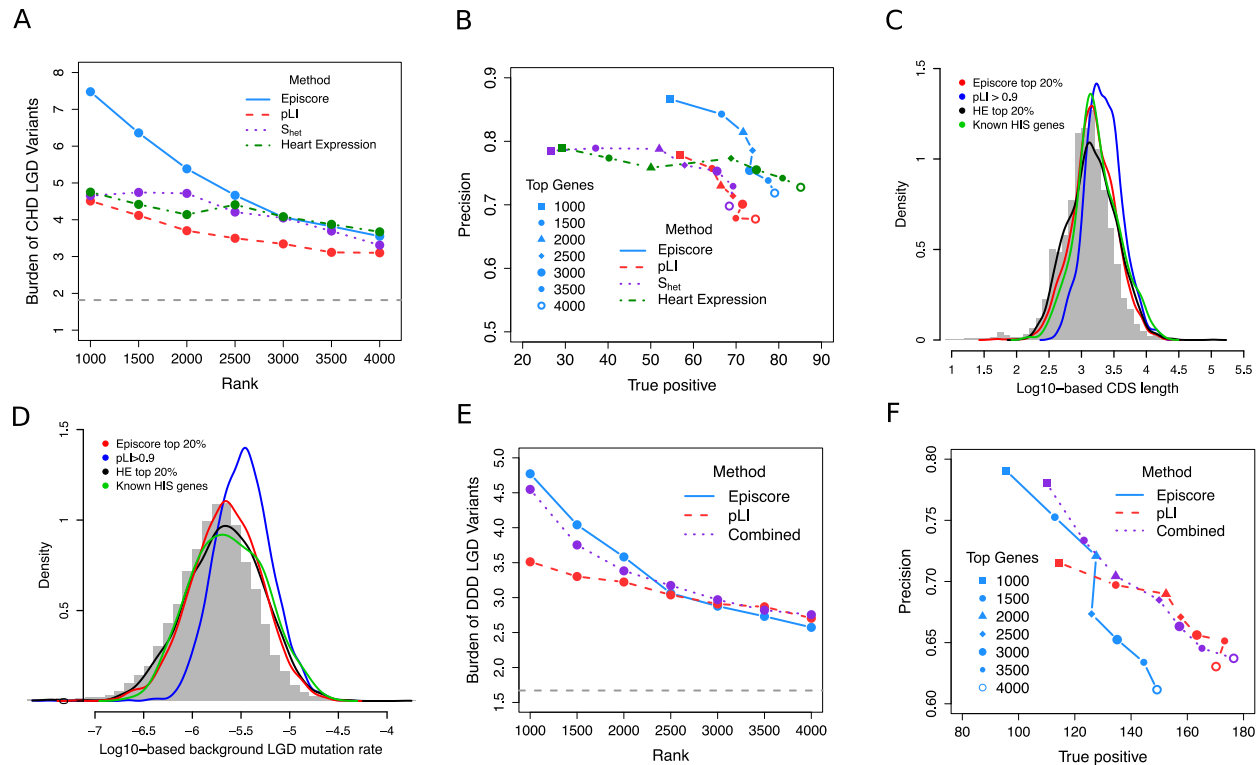 A
Burden of CHD LGD Variants
8
7
6
5
4
3
2
1
Method
Episcore
pLI
Shet
Heart Expression
1000 1500 2000 2500 3000 3500 4000
Rank
B
Precision
0.9
0.8
0.7
0.6
0.5
Top Genes
1000
1500
2000
2500
3000
3500
4000
Method
Episcore
pLI
Shet
Heart Expression
20 30 40 50 60 70 80 90
True positive
C
Density
1.5
1
0.5
0
Episcore top 20%
pLI > 0.9
HE top 20%
Known HIS genes
1 1.5 2 2.5 3 3.5 4 4.5 5 5.5
Log10−based CDS length
D
Density
1.5
1
0.5
0
Episcore top 20%
pLI>0.9
HE top 20%
Known HIS genes
−7 −6.5 −6 −5.5 −5 −4.5 −4
Log10−based background LGD mutation rate
E
Burden of DDD LGD Variants
5.0
4.5
4.0
3.5
3.0
2.5
2.0
1.5
Method
Episcore
pLI
Combined
1000 1500 2000 2500 3000 3500 4000
Rank
F
Precision
0.80
0.75
0.70
0.65
0.60
Method
Episcore
pLI
Combined
Top Genes
1000
1500
2000
2500
3000
3500
4000
80 100 120 140 160 180
True positive